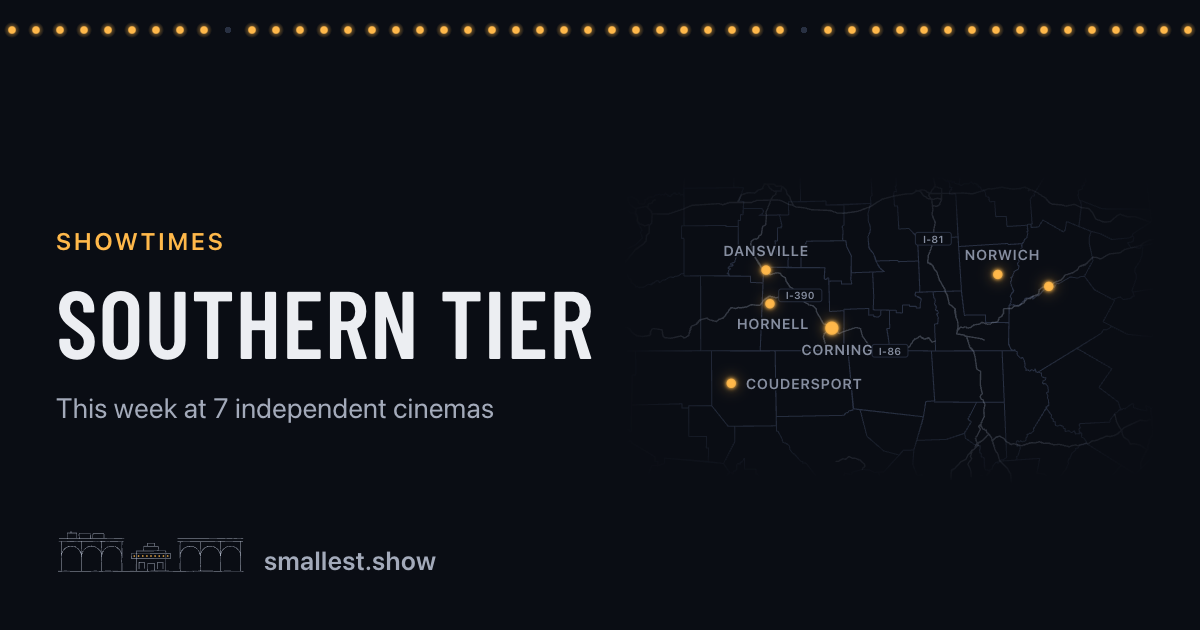 SHOWTIMES
SOUTHERN TIER
This week at 7 independent cinemas
I-81
DANSVILLE
NORWICH
I-390
HORNELL
CORNING
I-86
COUDERSPORT
smallest.show